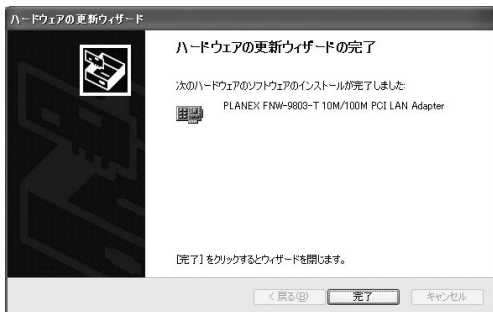 ハードウェアの更新ウィザード
ハードウェアの更新ウィザードの完了
次のハードウェアのソフトウェアのインストールが完了しました:
PLANEX FNW-9803-T 10M/100M PCI LAN Adapter
[完了] をクリックするとウィザードを閉じます。
< 戻る(B)
完了
キャンセル